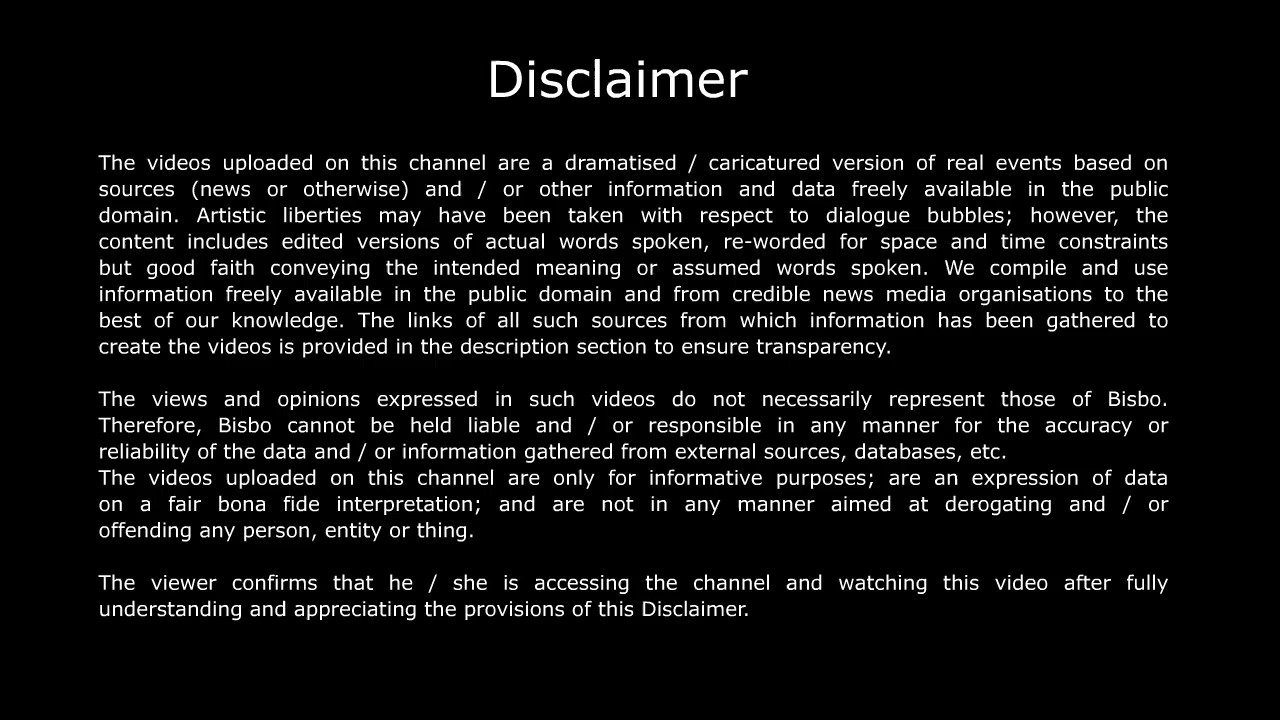 Disclaimer
The videos uploaded on this channel are a dramatised / caricatured version of real events based on
sources (news or otherwise) and / or other information and data freely available in the public
domain. Artistic liberties may have been taken with respect to dialogue bubbles; however, the
content includes edited versions of actual words spoken, re-worded for space and time constraints
but good faith conveying the intended meaning or assumed words spoken. We compile and use
information freely available in the public domain and from credible news media organisations to the
best of our knowledge. The links of all such sources from which information has been gathered to
create the videos is provided in the description section to ensure transparency.
The views and opinions expressed in such videos do not necessarily represent those of Bisbo.
Therefore, Bisbo cannot be held liable and / or responsible in any manner for the accuracy or
reliability of the data and / or information gathered from external sources, databases, etc.
The videos uploaded on this channel are only for informative purposes; are an expression of data
on a fair bona fide interpretation; and are not in any manner aimed at derogating and / or
offending any person, entity or thing.
The viewer confirms that he / she is accessing the channel and watching this video after fully
understanding and appreciating the provisions of this Disclaimer.